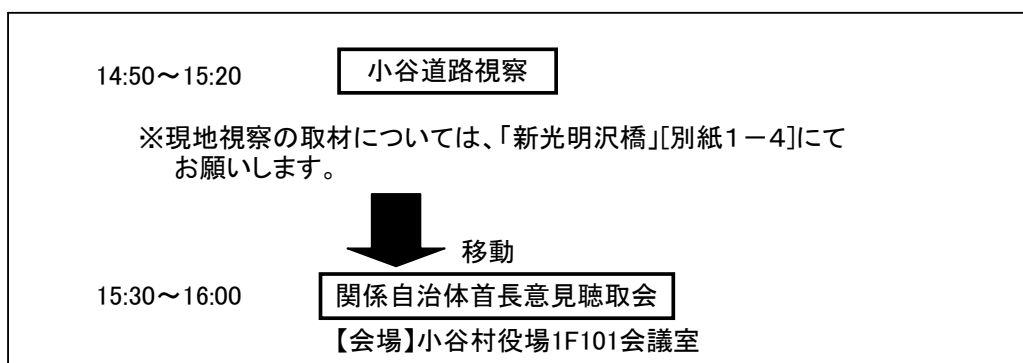 14:50～15:20 小谷道路視察
※現地視察の取材については、「新光明沢橋」[別紙１－４]にて
お願いします。
移動
15:30～16:00 関係自治体首長意見聴取会
【会場】小谷村役場1F101会議室